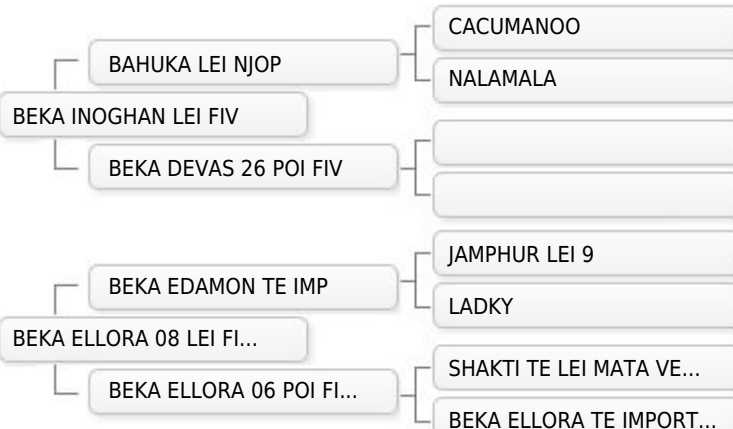 CACUMANOO
BAHUKA LEI NJOP
NALAMALA
BEKA INOGHAN LEI FIV
BEKA DEVAS 26 POI FIV
JAMPHUR LEI 9
BEKA EDAMON TE IMP
LADKY
BEKA ELLORA 08 LEI FI...
SHAKTI TE LEI MATA VE...
BEKA ELLORA 06 POI FI...
BEKA ELLORA TE IMPORT...